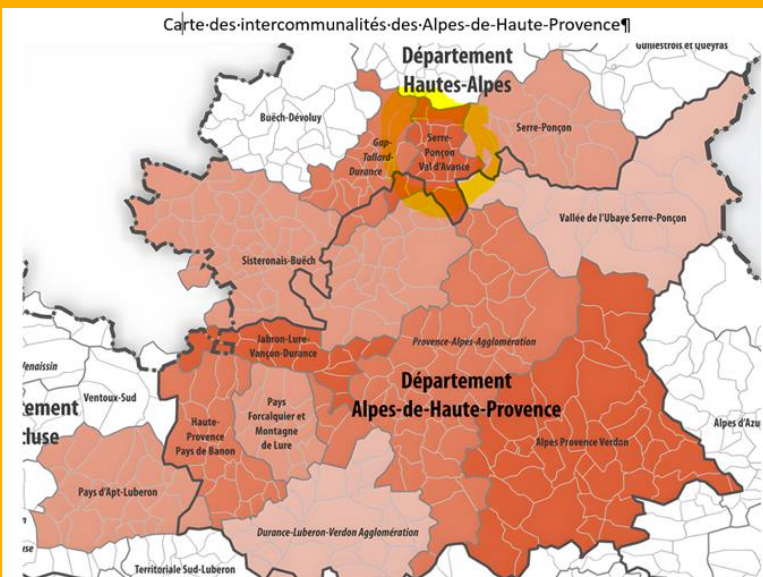 Carte·des·intercommunalités·des·Alpes-de-Haute-Provence¶
Guillestrois et Queyras
Département
Hautes-Alpes
Buëch-Dévoluy
Gap-
Tallard-
Durance
Serre-
Ponçon
Val d'Avance
Serre-Ponçon
Vallée de l'Ubaye Serre-Ponçon
Sisteronais-Buëch
Jabron-Lure-
Vançon-Durance
Provence-Alpes-Agglomération
enaissin
Ventoux-Sud
Département
Alpes-de-Haute-Provence
tement
cluse
Pays
Forcalquier et
Montagne
de Lure
Haute-
Provence
Pays de Banon
Alpes Provence Verdon
Alpes d'Azu
Pays d'Apt-Luberon
Durance-Luberon-Verdon Agglomération
Territoriale Sud-Luberon